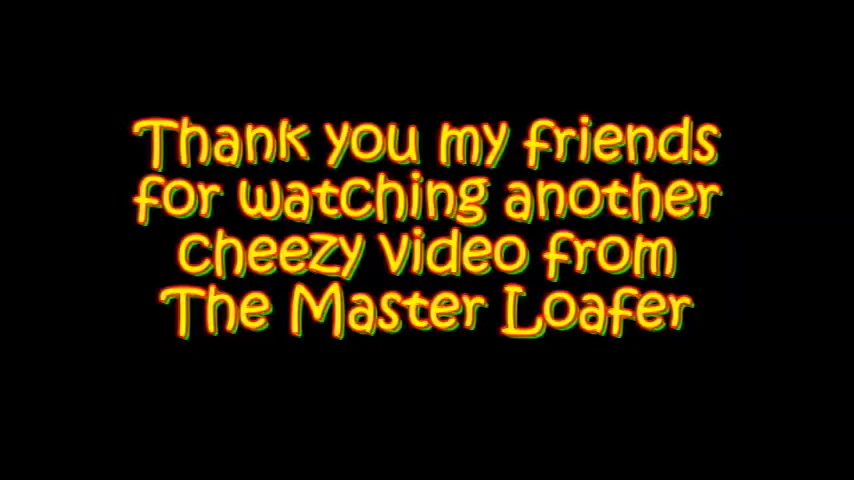 Thank you my friends
for watching another
cheezy video from
The Master Loafer